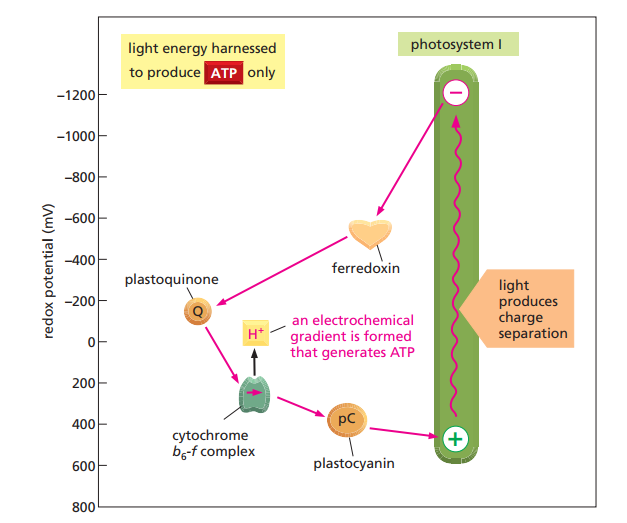 light energy harnessed
to produce ATP only
photosystem I
redox potential (mV)
–1200
–1000
–800
–600
–400
–200
0
200
400
600
800
–
ferredoxin
plastoquinone
Q
H+
an electrochemical
gradient is formed
that generates ATP
light
produces
charge
separation
cytochrome
b6-f complex
pC
plastocyanin
+